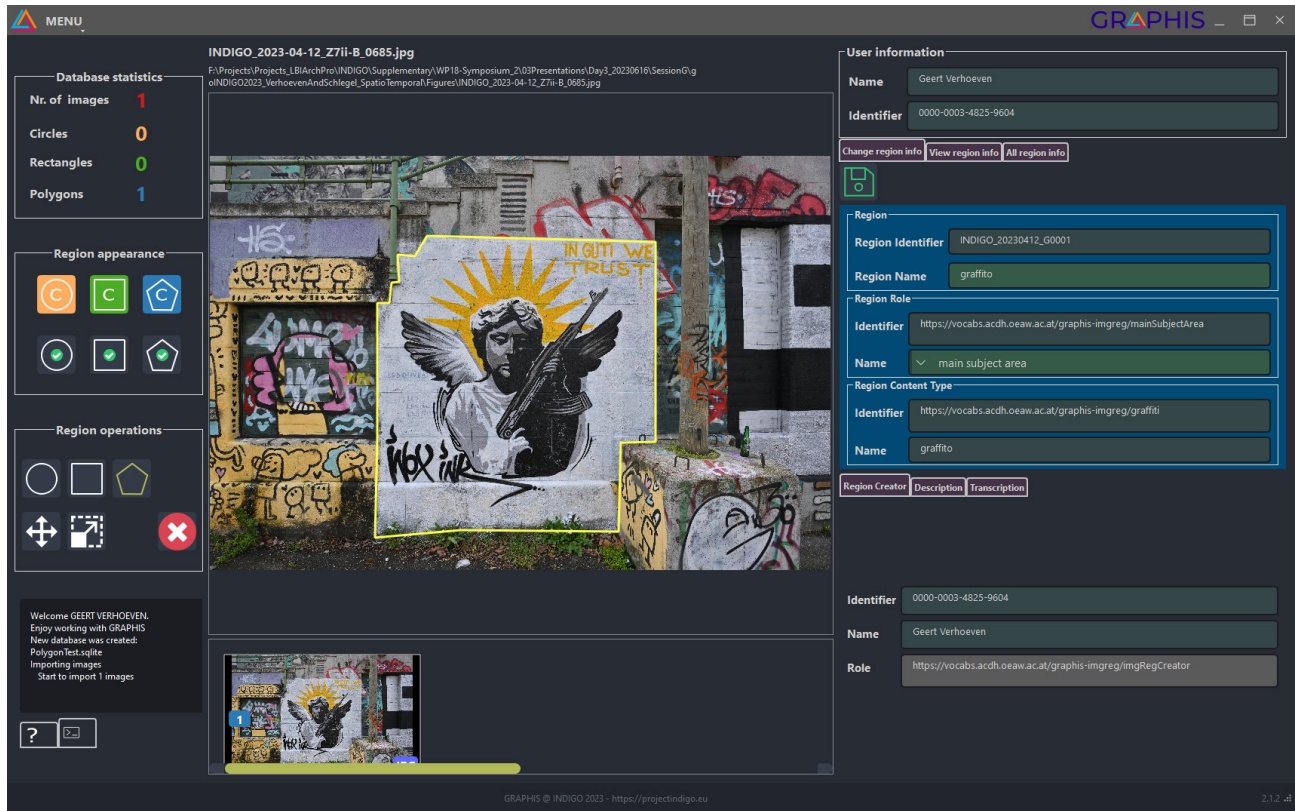 MENU
GRAPHIS
Database statistics
Nr. of images 1
Circles 0
Rectangles 0
Polygons 1
Region appearance
C C C
Region operations
Welcome GEERT VERHOEVEN.
Enjoy working with GRAPHIS
New database was created:
PolygonTest.sqlite
Importing images
Start to import 1 images
?
INDIGO_2023-04-12_Z7ii-B_0685.jpg
F:\Projects\Projects_LBIArchPro\INDIGO\Supplementary\WP18-Symposium_2\03Presentations\Day3_20230616\SessionG\g
oINDIGO2023_VerhoevenAndSchlegel_SpatioTemporal\Figures\INDIGO_2023-04-12_Z7ii-B_0685.jpg
IN GUTI WE
TRUST
1
User information
Name Geert Verhoeven
Identifier 0000-0003-4825-9604
Change region info View region info All region info
Region
Region Identifier INDIGO_20230412_G0001
Region Name graffito
Region Role
Identifier https://vocabs.acdh.oeaw.ac.at/graphis-imgreg/mainSubjectArea
Name main subject area
Region Content Type
Identifier https://vocabs.acdh.oeaw.ac.at/graphis-imgreg/graffiti
Name graffito
Region Creator Description Transcription
Identifier 0000-0003-4825-9604
Name Geert Verhoeven
Role https://vocabs.acdh.oeaw.ac.at/graphis-imgreg/imgRegCreator
GRAPHIS @ INDIGO 2023 - https://projectindigo.eu
2.1.2